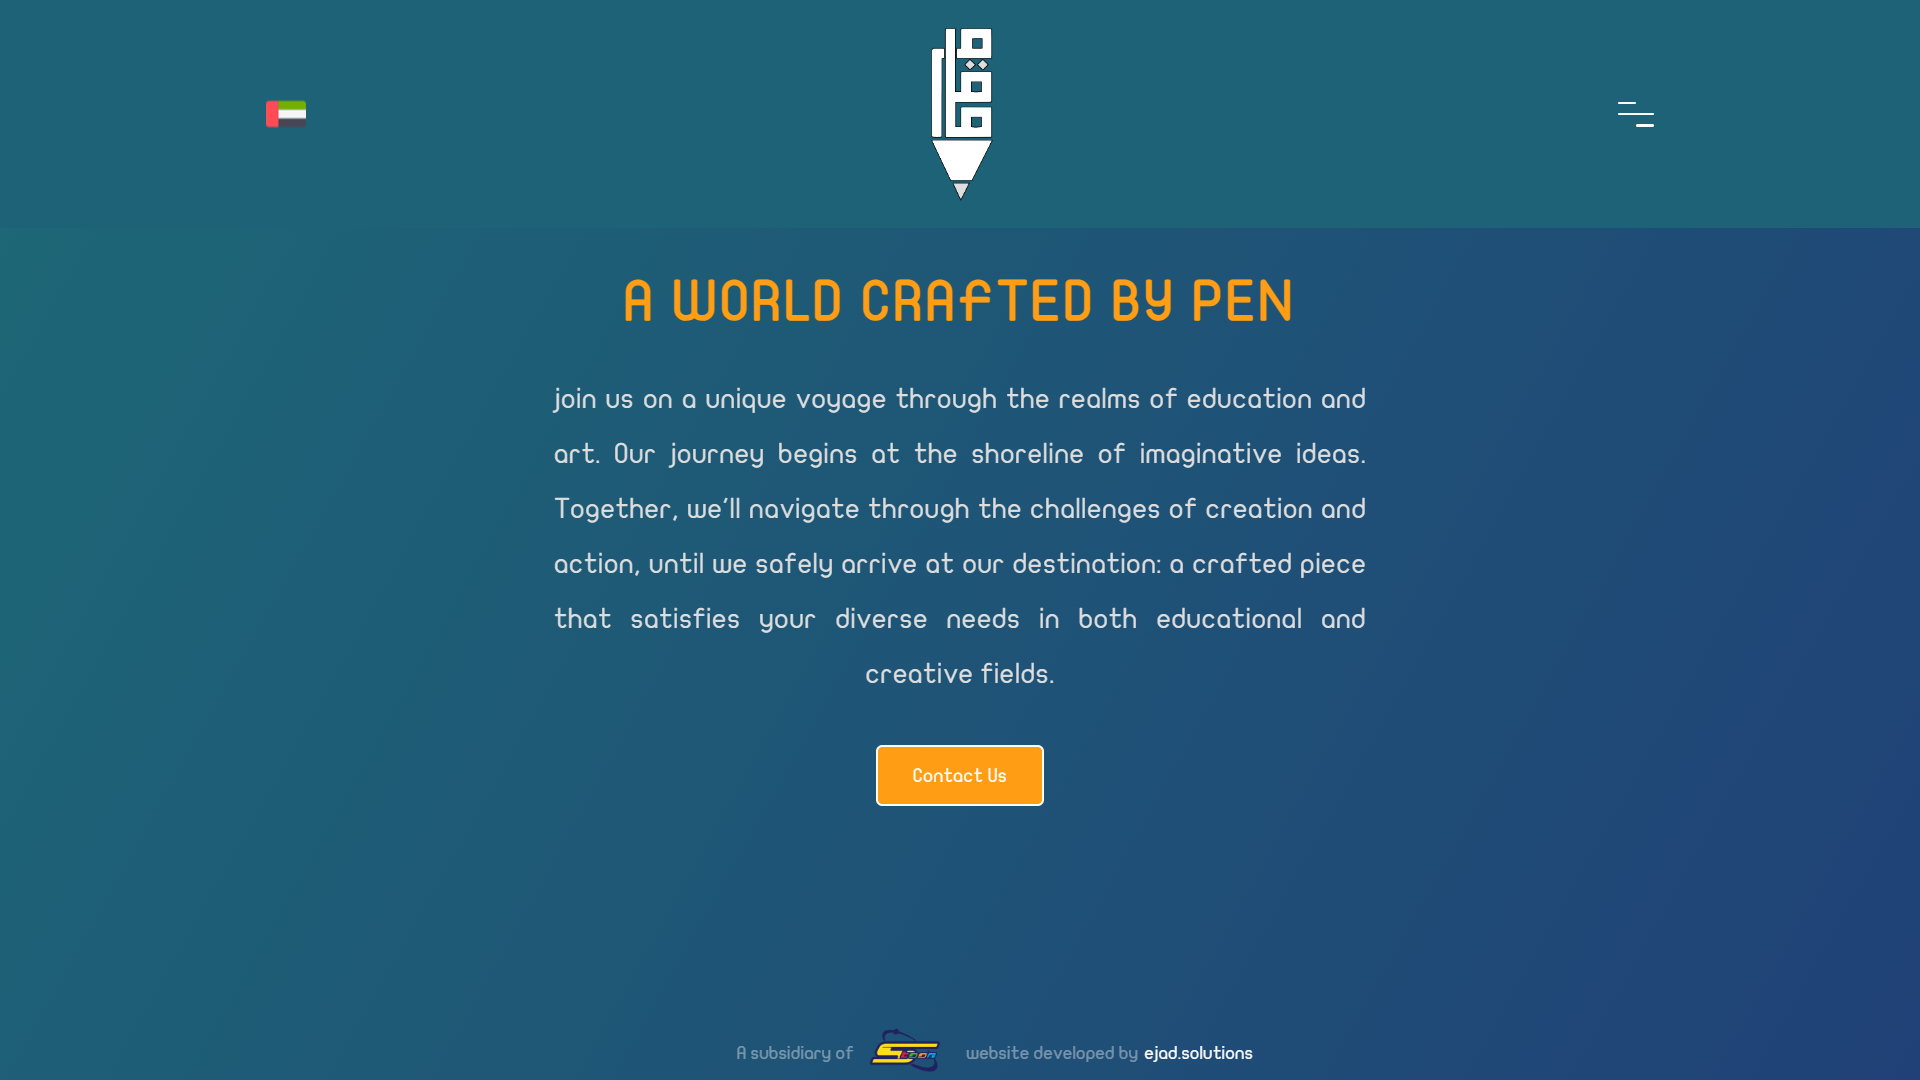 A WORLD CRAFTED BY PEN
join us on a unique voyage through the realms of education and
art. Our journey begins at the shoreline of imaginative ideas.
Together, we'll navigate through the challenges of creation and
action, until we safely arrive at our destination: a crafted piece
that satisfies your diverse needs in both educational and
creative fields.
Contact Us
A subsidiary of
website developed by ejad.solutions